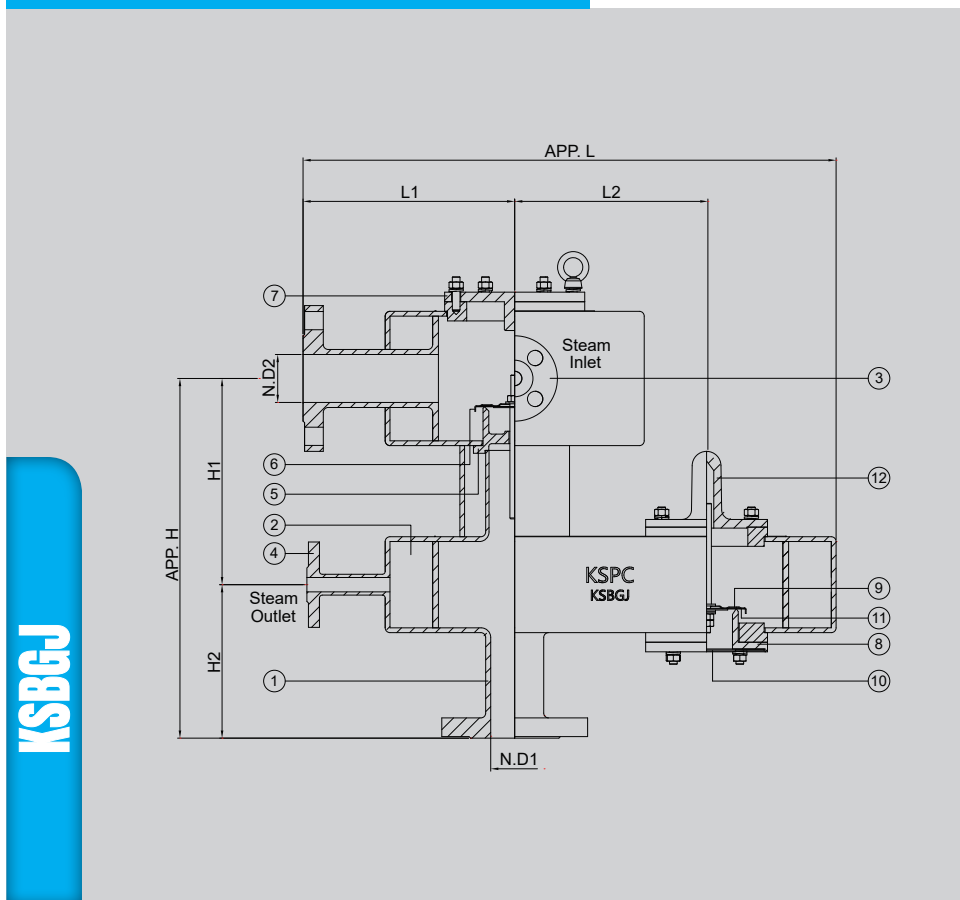 APP. L
L1
L2
7
Steam
Inlet
3
N.D2
6
5
12
H1
2
4
APP. H
KSPC
KSBGJ
9
Steam
Outlet
11
8
H2
1
10
N.D1
KSBGJ